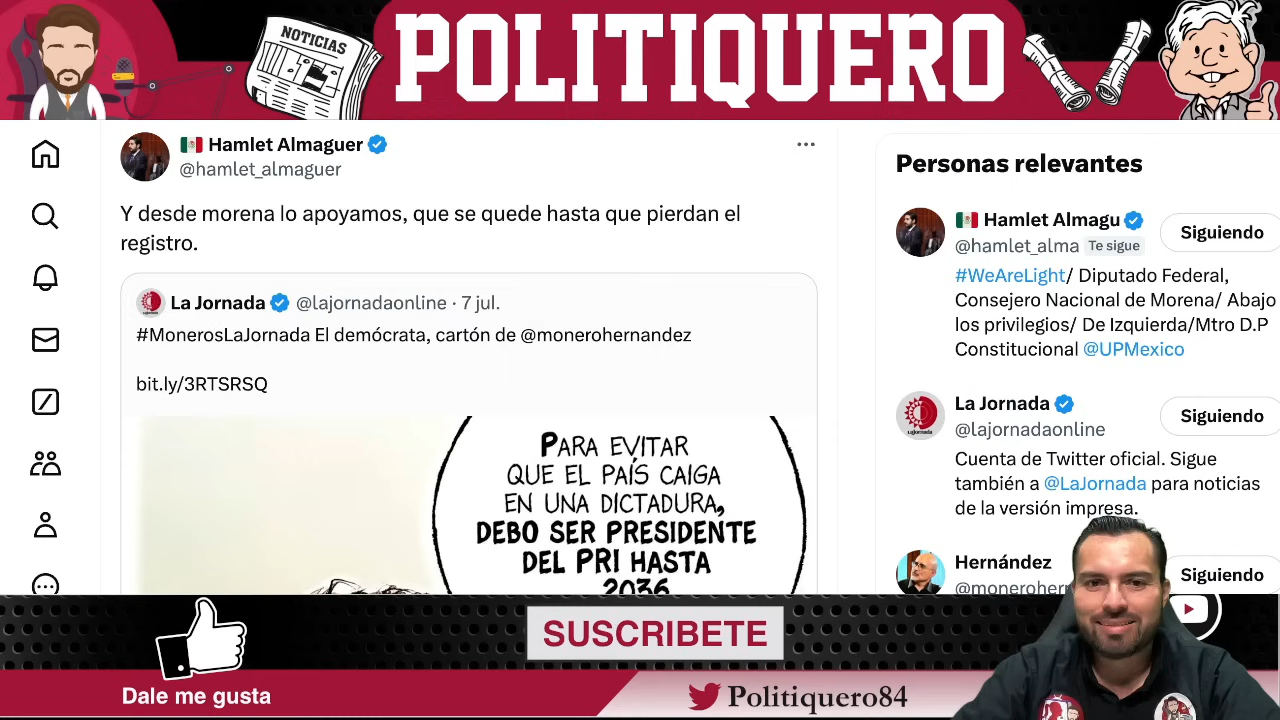 NOTICIAS
POLITIQUERO
Hamlet Almaguer
@hamlet_almaguer
Y desde morena lo apoyamos, que se quede hasta que pierdan el
registro.
La Jornada @lajornadaonline · 7 jul.
#MonerosLaJornada El demócrata, cartón de @monerohernandez
bit.ly/3RTSRSQ
PARA EVITAR
QUE EL PAÍS CAIGA
EN UNA DICTADURA,
DEBO SER PRESIDENTE
DEL PRI HASTA
2036
Personas relevantes
Hamlet Almagu
@hamlet_alma Te sigue
Siguiendo
#WeAreLight/ Diputado Federal,
Consejero Nacional de Morena/ Abajo
los privilegios/ De Izquierda/Mtro D.P
Constitucional @UPMexico
La Jornada
@lajornadaonline
Siguiendo
Cuenta de Twitter oficial. Sigue
también a @LaJornada para noticias
de la versión impresa.
Hernández
@moneroher
Siguiendo
SUSCRIBETE
Dale me gusta
Politiquero84